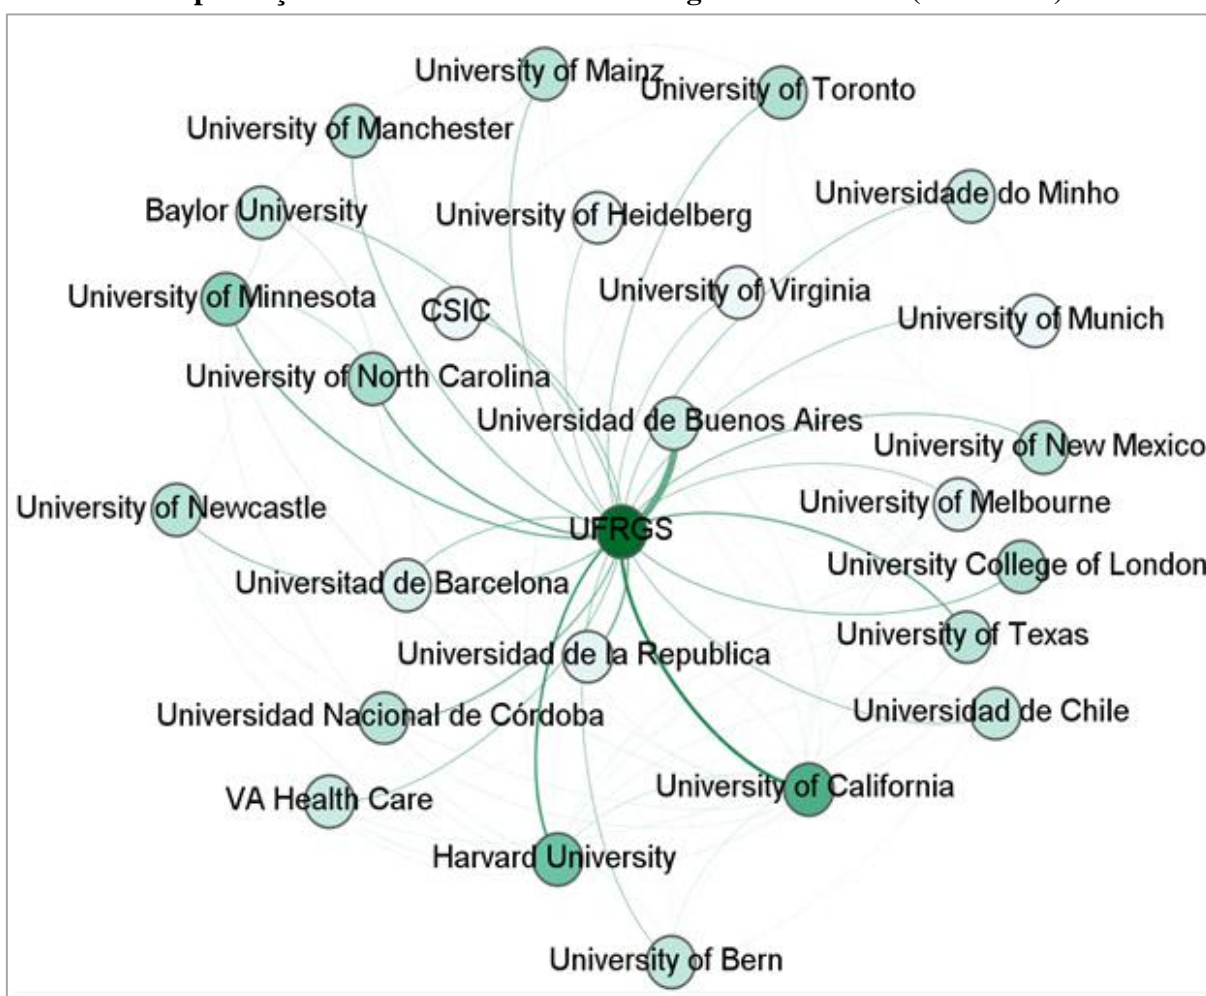 University of Mainz
University of Toronto
University of Manchester
Universidade do Minho
Baylor University
University of Heidelberg
University of Minnesota
CSIC
University of Virginia
University of Munich
University of North Carolina
Universidad de Buenos Aires
University of New Mexico
University of Newcastle
University of Melbourne
UFRGS
University College of London
Universitad de Barcelona
University of Texas
Universidad de la Republica
Universidad Nacional de Córdoba
Universidad de Chile
University of California
VA Health Care
Harvard University
University of Bern